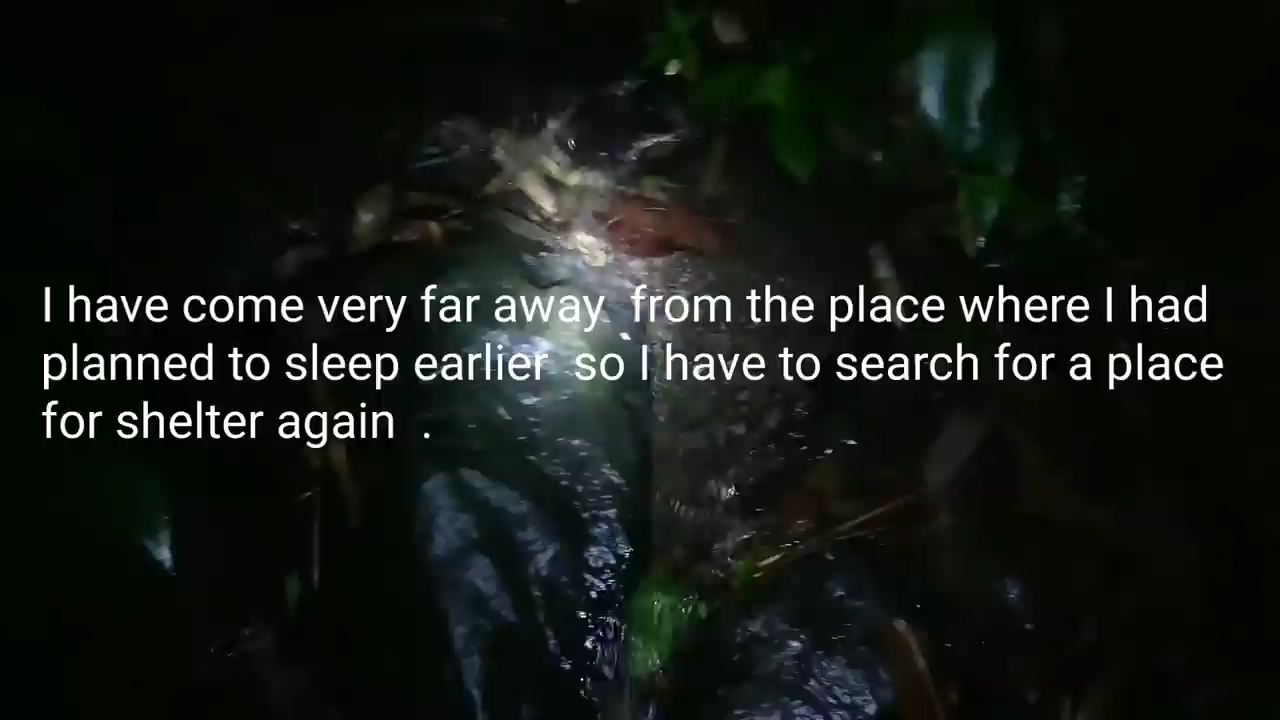 I have come very far away  from the place where I had
planned to sleep earlier  so I have to search for a place
for shelter again  .